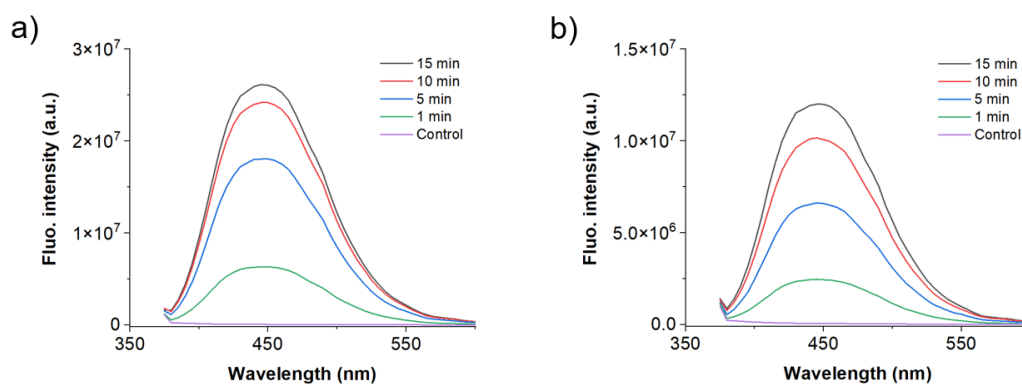 a)
3×10⁷
2×10⁷
1×10⁷
0
Fluo. intensity (a.u.)
350
450
550
Wavelength (nm)
15 min
10 min
5 min
1 min
Control
b)
1.5×10⁷
1.0×10⁷
5.0×10⁶
0.0
Fluo. intensity (a.u.)
350
450
550
Wavelength (nm)
15 min
10 min
5 min
1 min
Control